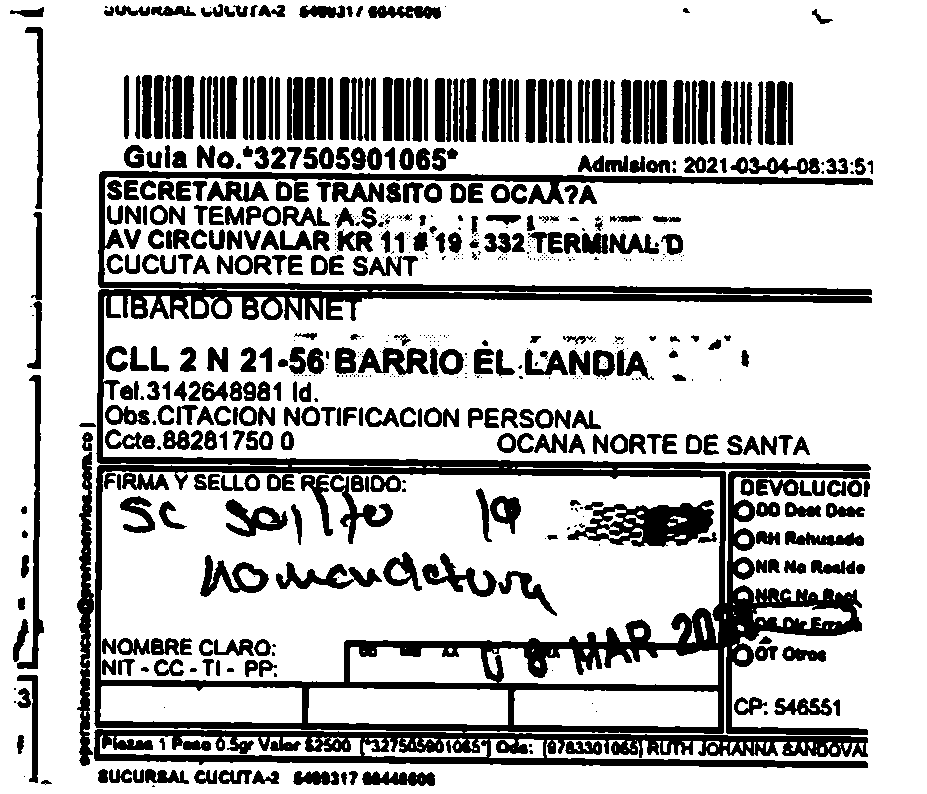 SUCURSAL CUCUTA-2
Guia No.*327505901065*
Admision: 2021-03-04-08:33:51
SECRETARIA DE TRANSITO DE OCAÃ?A
UNION TEMPORAL A.S.
AV CIRCUNVALAR KR 11 # 19 - 332 TERMINAL D
CUCUTA NORTE DE SANT
LIBARDO BONNET
CLL 2 N 21-56 BARRIO EL LANDIA
Tel.3142648981 Id.
Obs.CITACION NOTIFICACION PERSONAL
Ccte.88281750 0 OCANA NORTE DE SANTA
FIRMA Y SELLO DE RECIBIDO:
la
nomenclatura
NOMBRE CLARO:
NIT - CC - TI - PP:
08 MAR
DEVOLUCION
DD Dest Desc
RH Rehusado
NR No Reside
NRC No Recl
DE Dir Errada
OT Otros
CP: 546551
Piezas 1 Peso 0.5gr Valor $2500 (*327505901065*) Ods: (9783301065) RUTH JOHANNA SANDOVAL
SUCURSAL CUCUTA-2